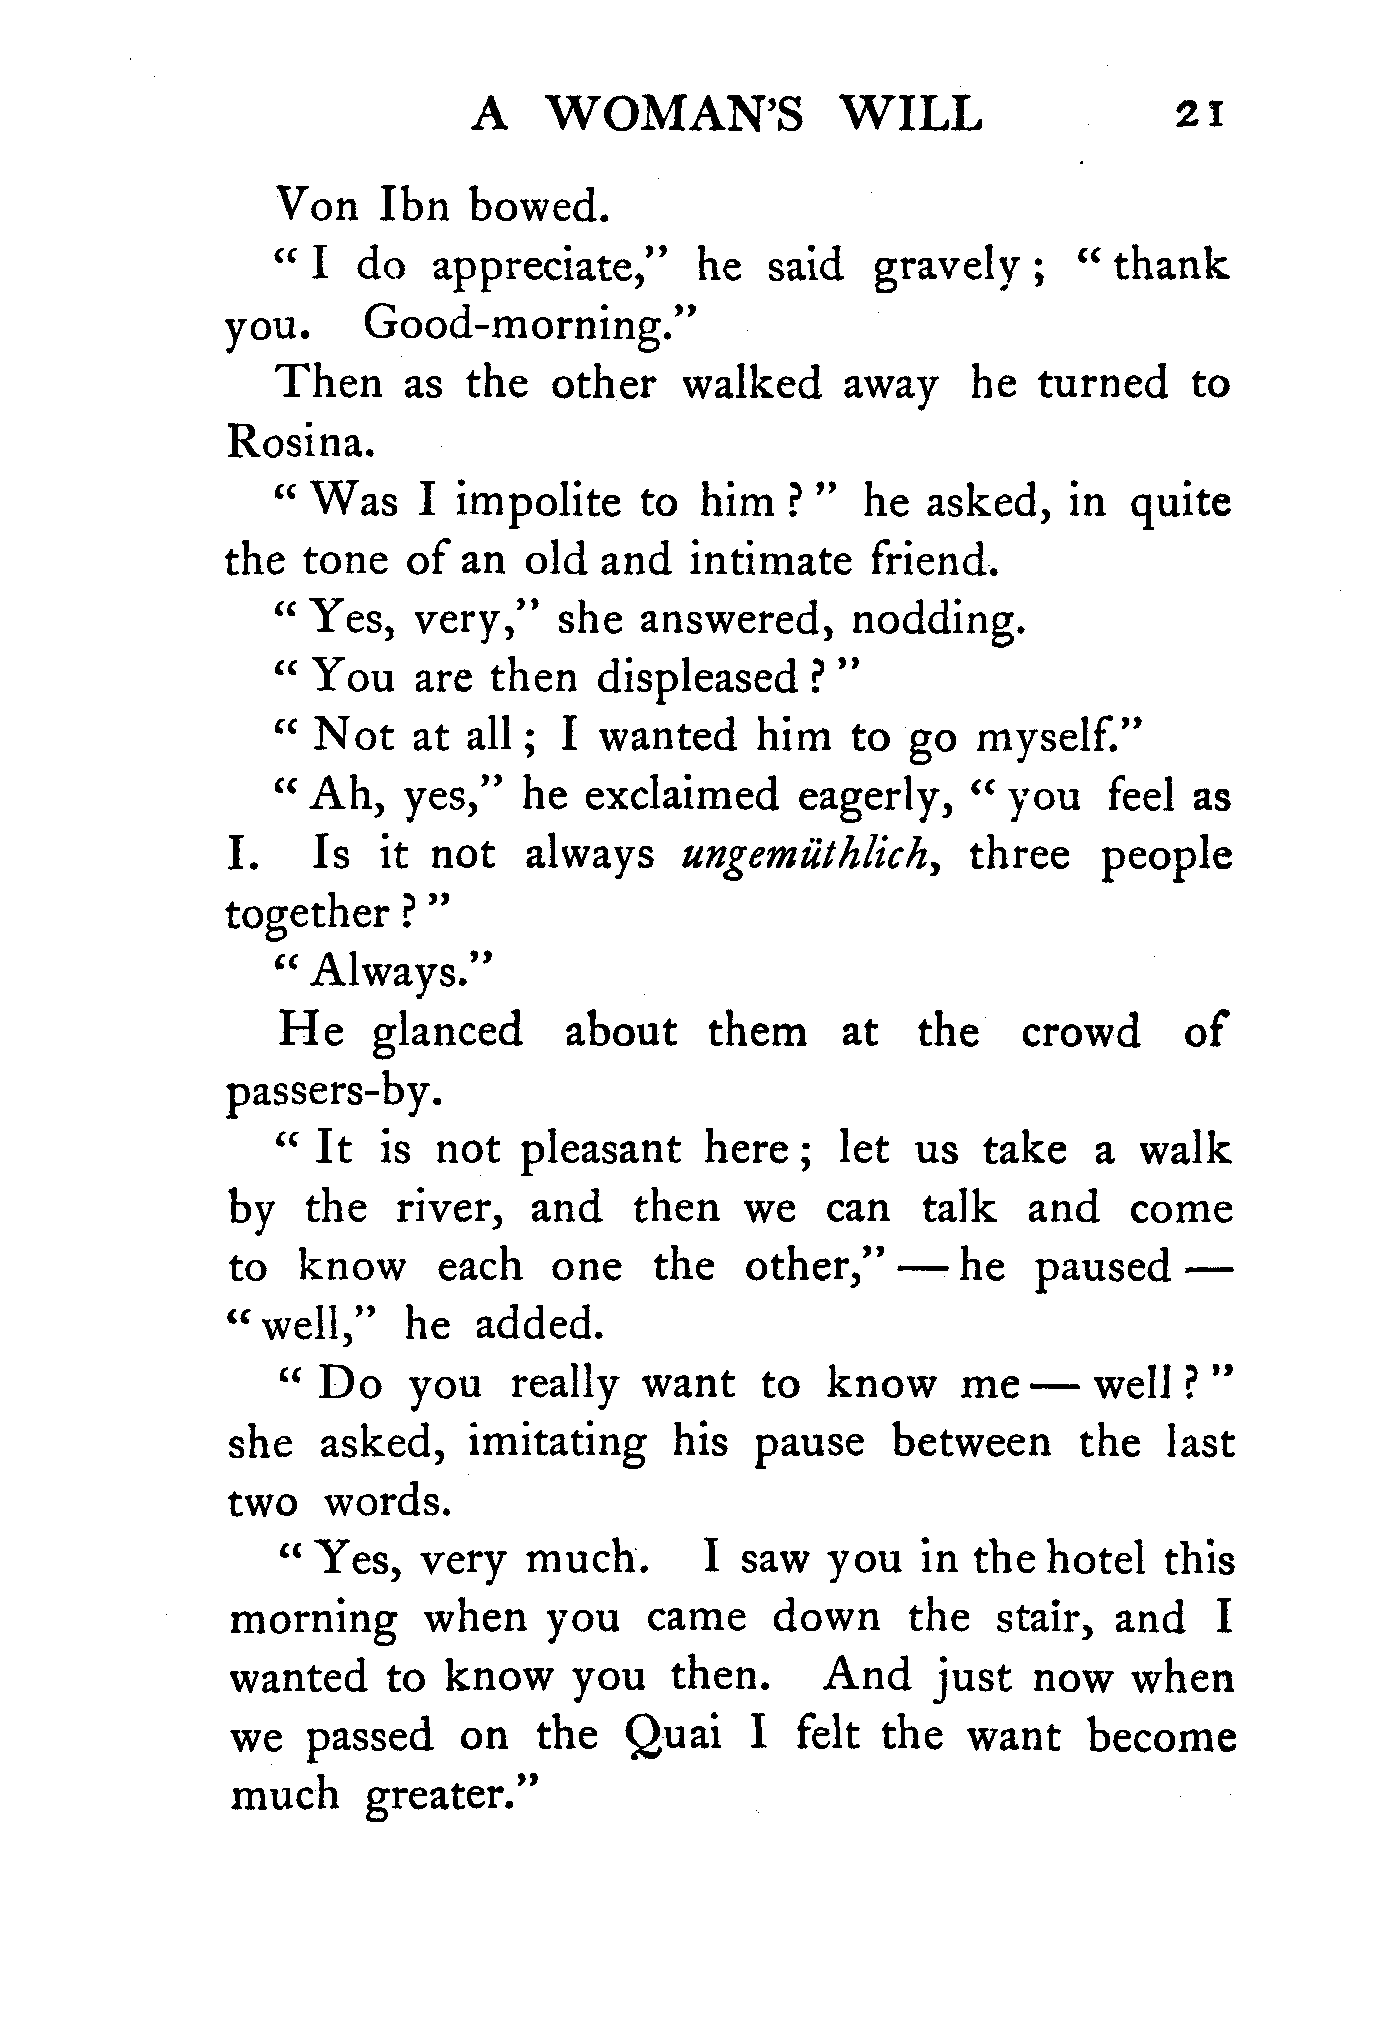 A WOMAN'S WILL 21
Von Ibn bowed.
“ I do appreciate,” he said gravely ; “ thank
you. Good-morning.”
Then as the other walked away he turned to
Rosina.
“ Was I impolite to him ? ” he asked, in quite
the tone of an old and intimate friend.
“ Yes, very,” she answered, nodding.
“ You are then displeased ? ”
“ Not at all ; I wanted him to go myself.”
“ Ah, yes,” he exclaimed eagerly, “ you feel as
I. Is it not always ungemüthlich, three people
together ? ”
“ Always.”
He glanced about them at the crowd of
passers-by.
“ It is not pleasant here ; let us take a walk
by the river, and then we can talk and come
to know each one the other,” — he paused —
“ well,” he added.
“ Do you really want to know me — well ? ”
she asked, imitating his pause between the last
two words.
“ Yes, very much. I saw you in the hotel this
morning when you came down the stair, and I
wanted to know you then. And just now when
we passed on the Quai I felt the want become
much greater.”